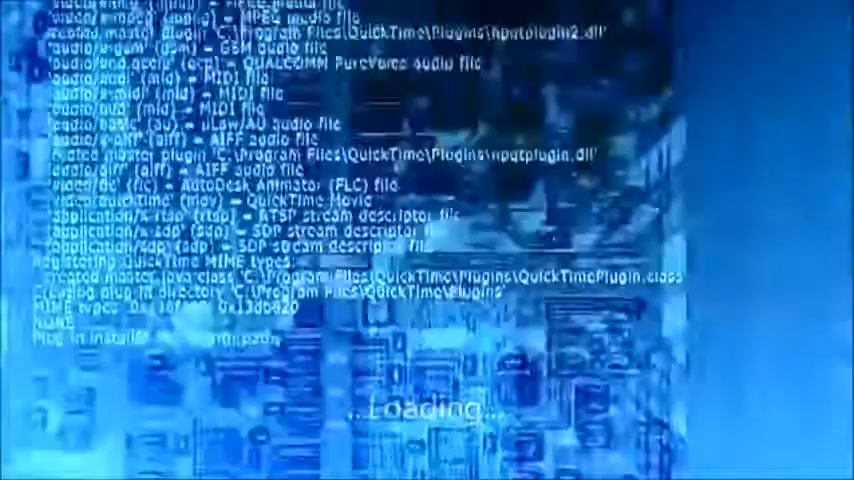 'video/x-mpeg (mpg) = MPEG media file
created master plugin 'C:\Program Files\QuickTime\Plugins\npqtplugin2.dll'
'audio/x-gsm' (gsm) = GSM audio file
'audio/vnd.qcelp' (qcp) = QUALCOMM PureVoice audio file
(mid) = MIDI file
'audio/x-midi' (mid) = MIDI file
'audio/mid' (mid) = MIDI file
'audio/basic' (au) = uLaw/AU audio file
'audio/x-aiff' (aiff) = AIFF audio file
created master plugin 'C:\Program Files\QuickTime\Plugins\npqtplugin.dll'
'audio/aiff' (aiff) = AIFF audio file
'video/flc' (flc) = AutoDesk Animator (FLC) file
'video/quicktime' (mov) = QuickTime Movie
'application/x-rtsp' (rtsp) = RTSP stream descriptor file
'application/x-sdp' (sdp) = SDP stream descriptor
'application/sdp' (sdp) = SDP stream descriptor file
Registering QuickTime MIME types:
created master java class 'C:\Program Files\QuickTime\Plugins\QuickTimePlugin.class'
plug-in directory 'C:\Program Files\QuickTime\Plugins'
MIME types 0x13db820
NONE
Plug-in install
...Loading...